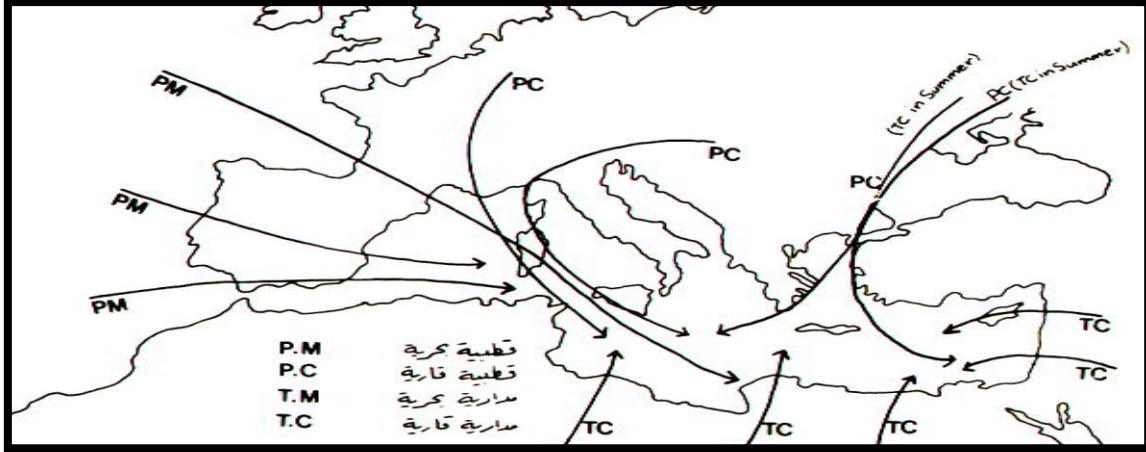 (TC in Summer)
PC (TC in Summer)
PM
PC
PC
PC
PM
PM
TC
TC
P.M قطبية بحرية
P.C قطبية قارية
T.M مدارية بحرية
T.C مدارية قارية
TC
TC
TC